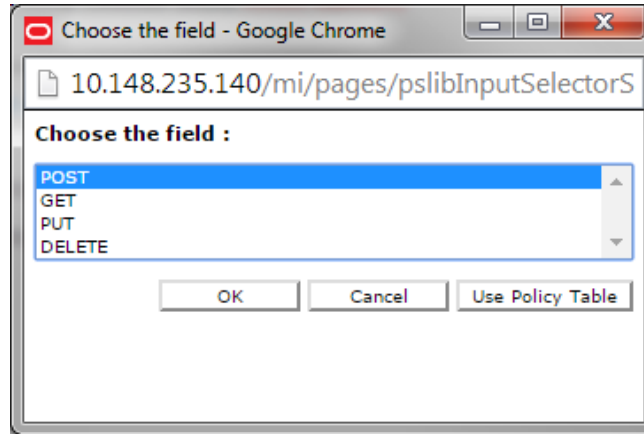 Choose the field - Google Chrome
10.148.235.140/mi/pages/pslibInputSelectorS
Choose the field :
POST
GET
PUT
DELETE
OK Cancel Use Policy Table